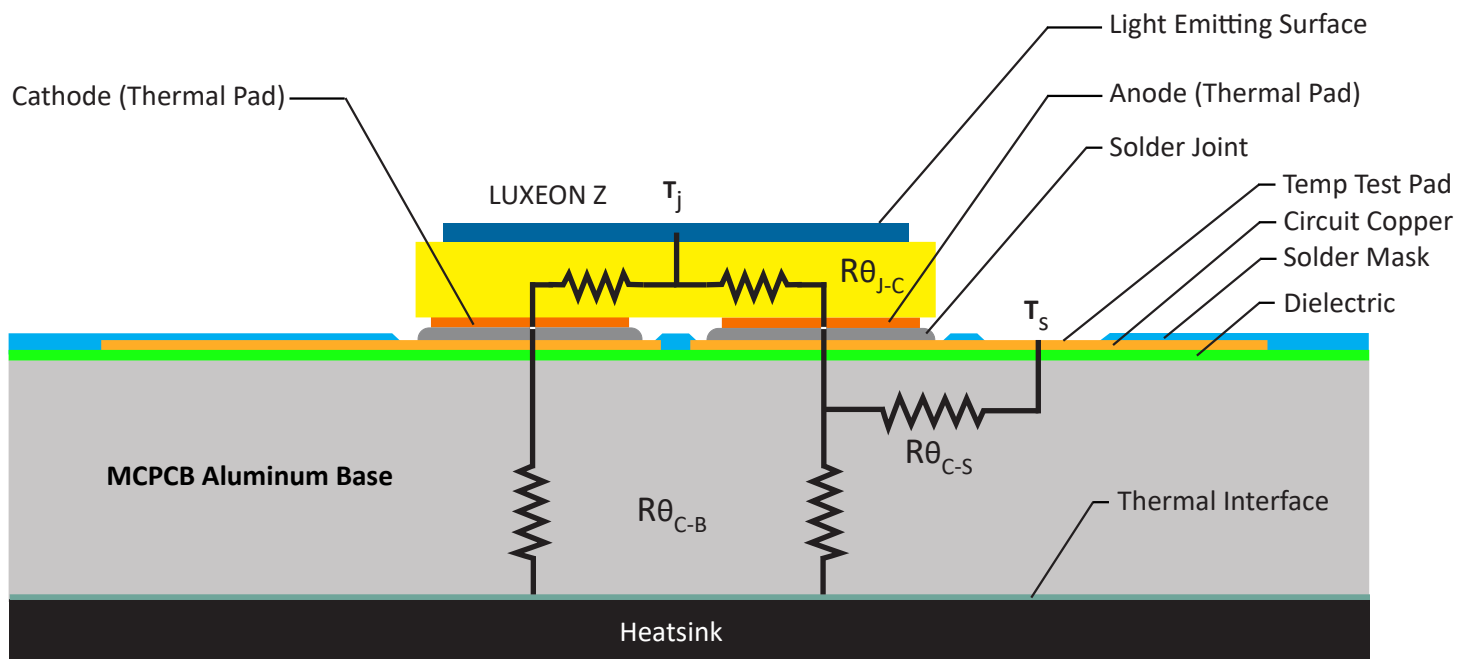 Light Emitting Surface
Cathode (Thermal Pad)
Anode (Thermal Pad)
Solder Joint
LUXEON Z
Tj
Temp Test Pad
Circuit Copper
Solder Mask
RθJ-C
Dielectric
Ts
RθC-S
MCPCB Aluminum Base
RθC-B
Thermal Interface
Heatsink